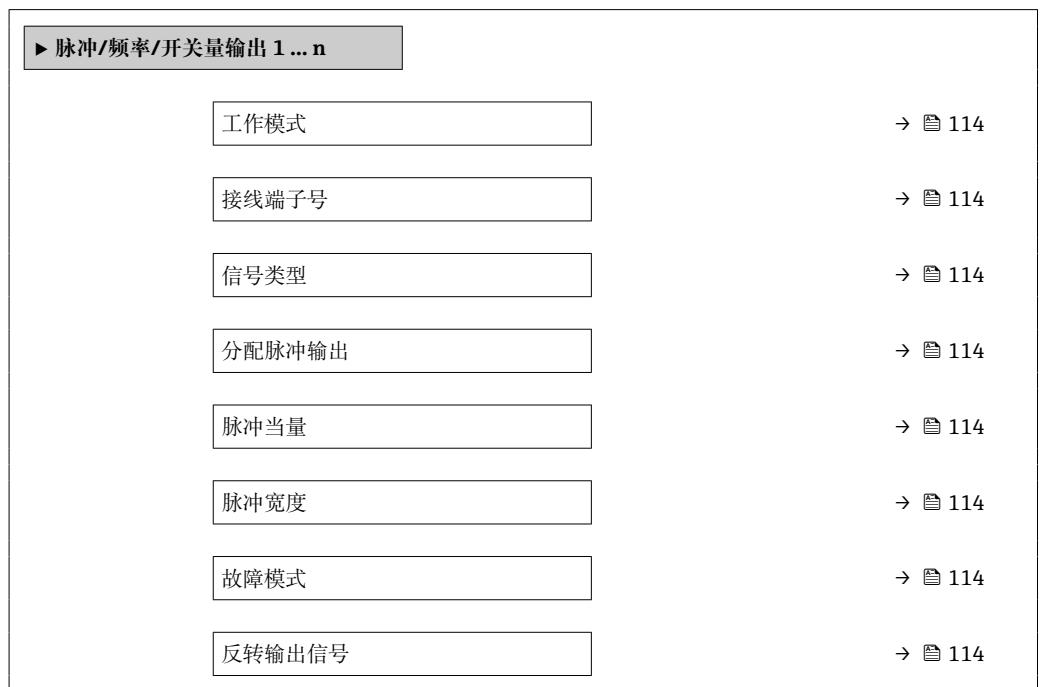 ▶ 脉冲/频率/开关量输出 1 ... n
工作模式 → 🖺 114
接线端子号 → 🖺 114
信号类型 → 🖺 114
分配脉冲输出 → 🖺 114
脉冲当量 → 🖺 114
脉冲宽度 → 🖺 114
故障模式 → 🖺 114
反转输出信号 → 🖺 114